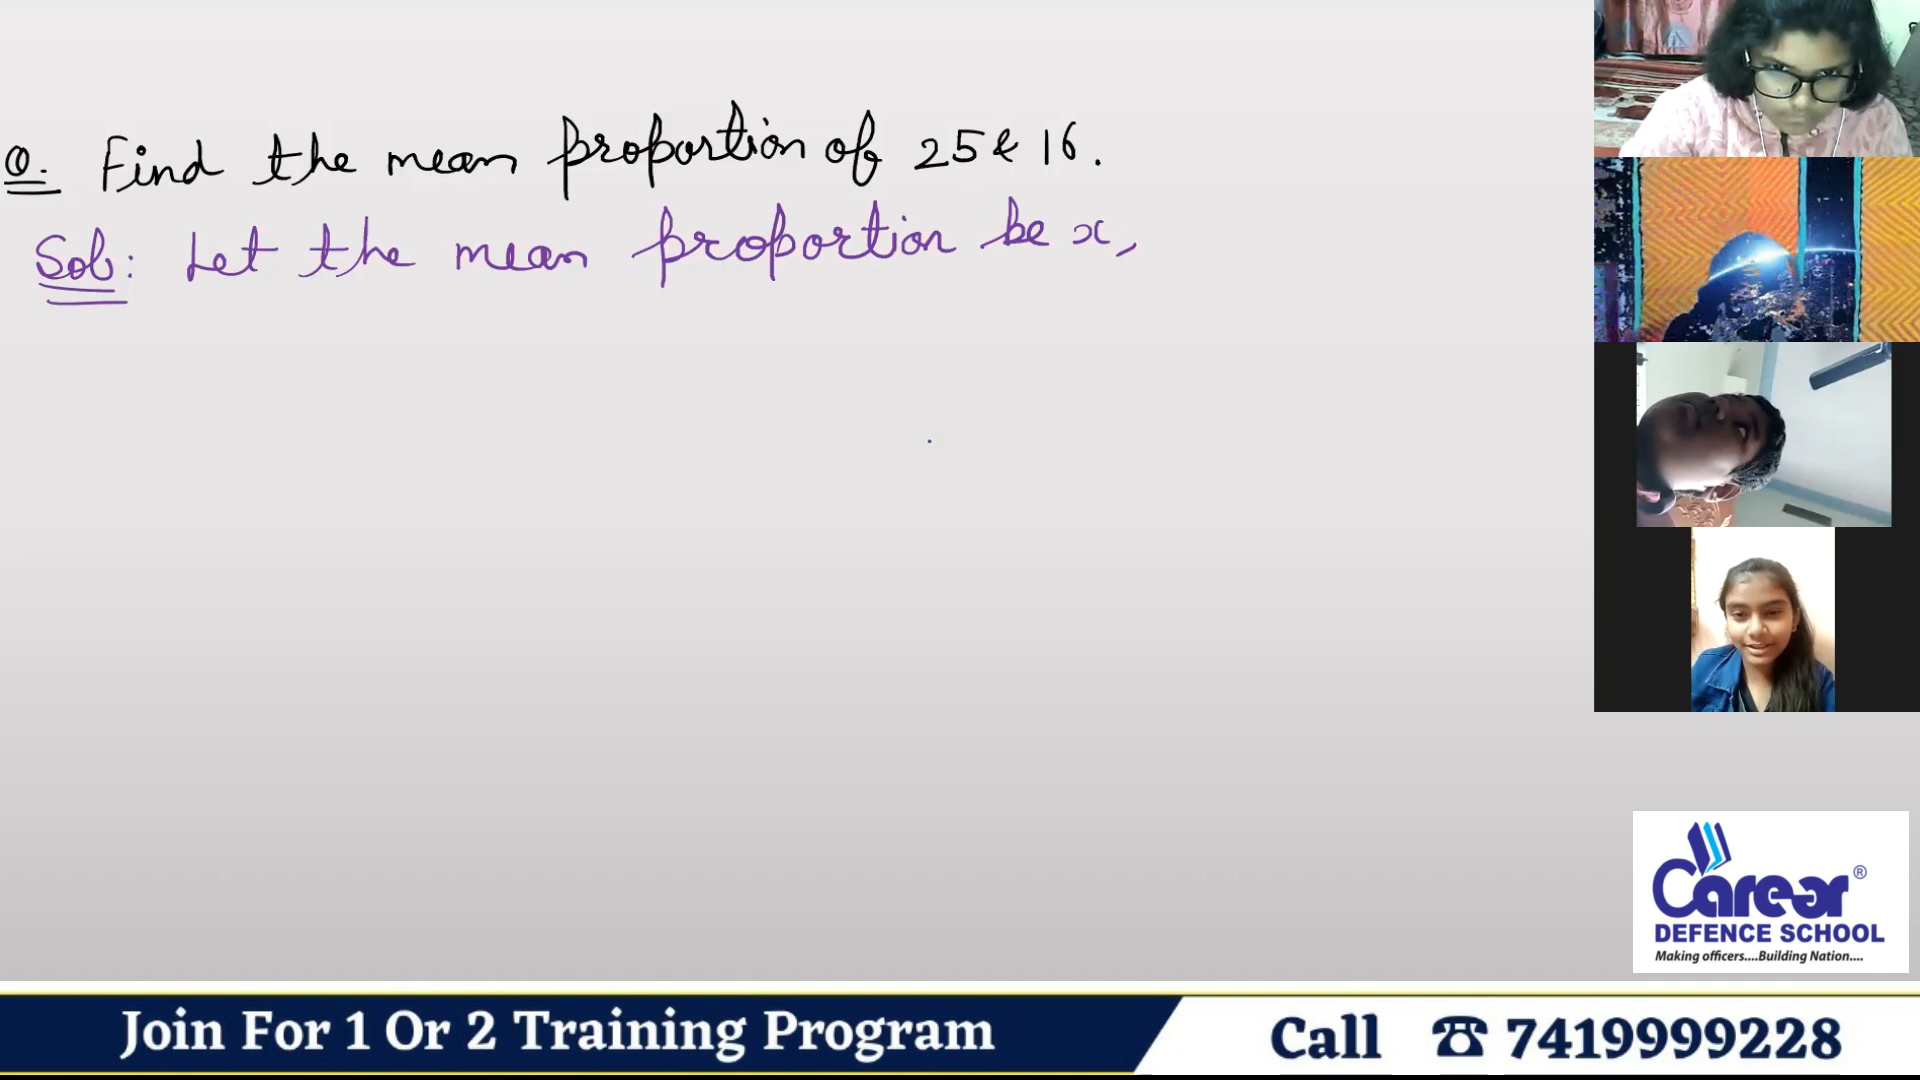 Q. Find the mean proportion of 25 & 16.
Sol: Let the mean proportion be x,
Career ®
DEFENCE SCHOOL
Making officers....Building Nation....
Join For 1 Or 2 Training Program
Call ☎ 7419999228